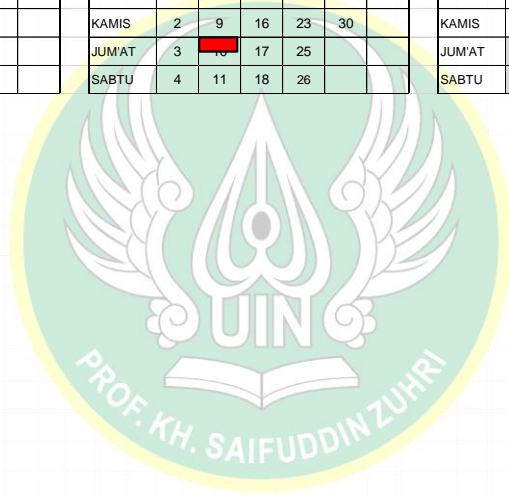 KAMIS 2 9 16 23 30 KAMIS
JUM'AT 3 17 25 JUM'AT
SABTU 4 11 18 26 SABTU
UIN
PROF. KH. SAIFUDDIN ZUHRI